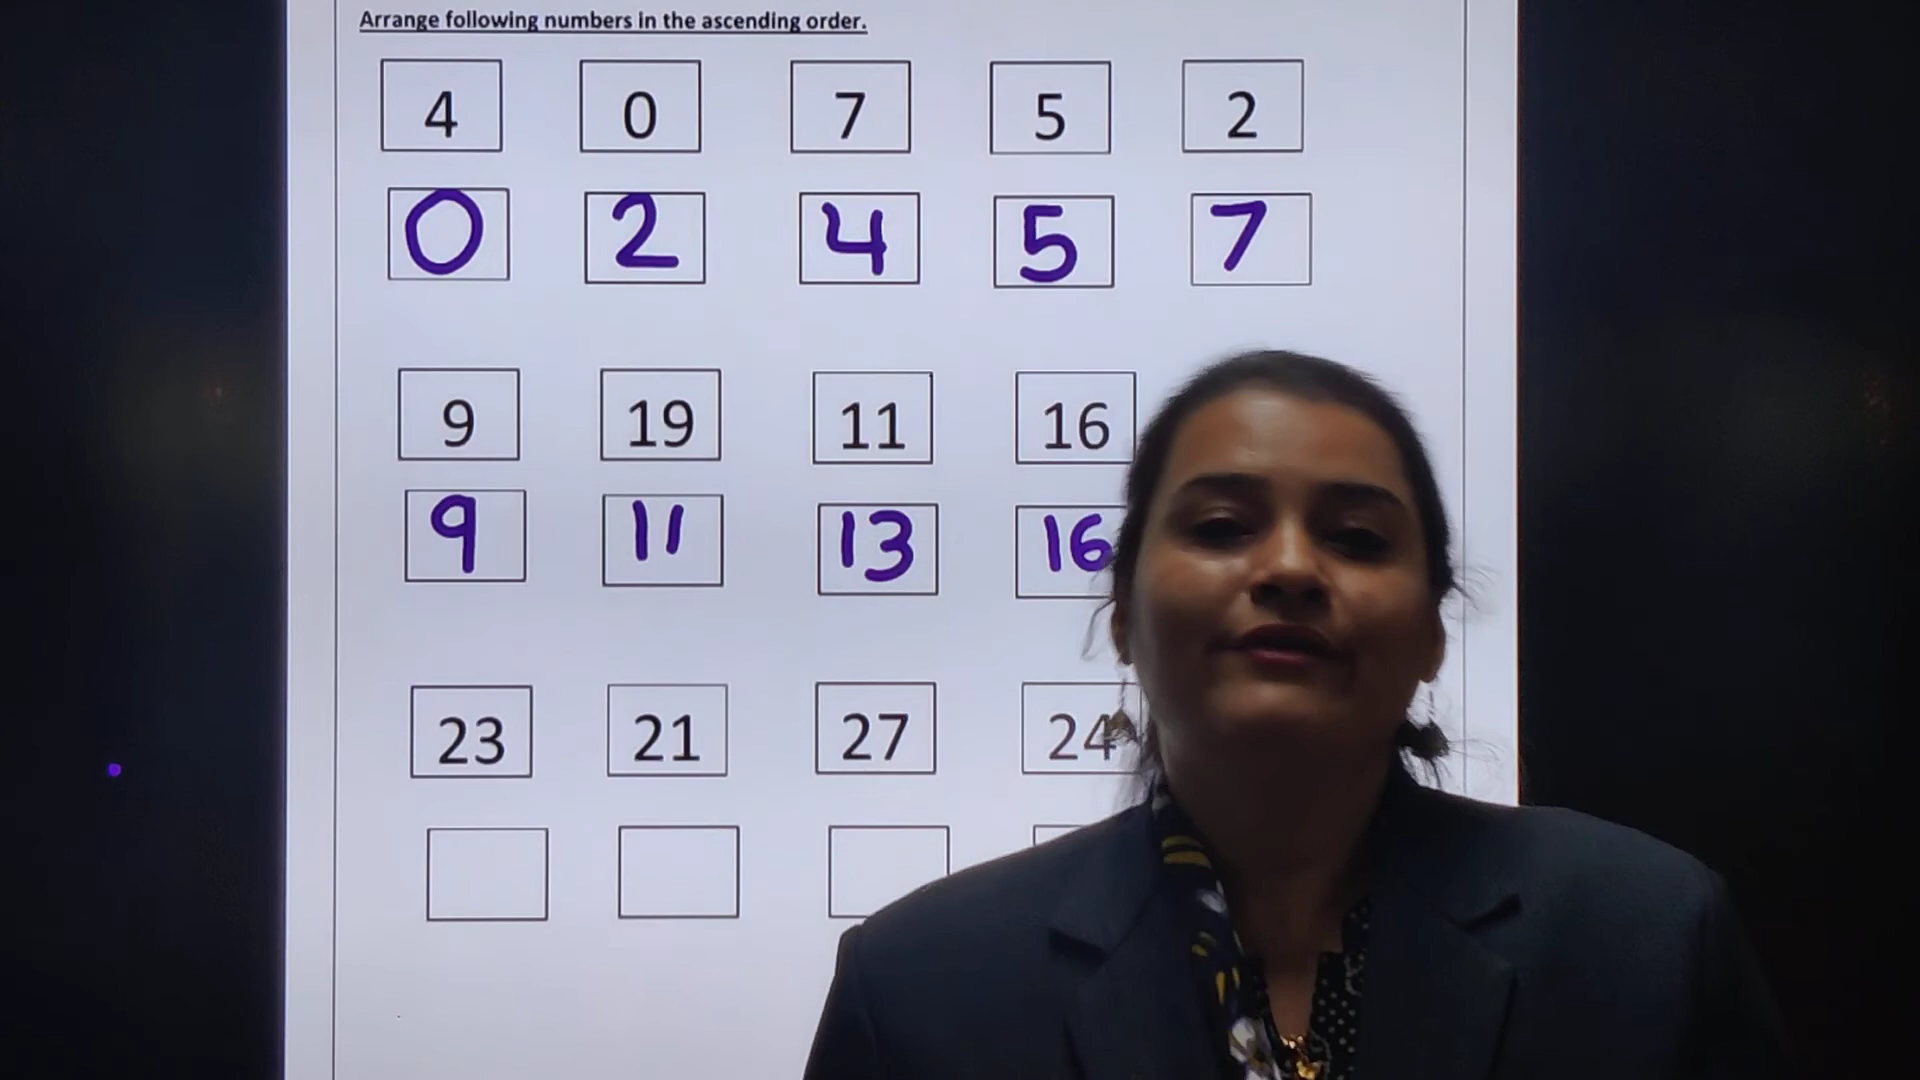 Arrange following numbers in the ascending order.
4 0 7 5 2
0 2 4 5 7
9 19 11 16
9 11 13 16
23 21 27 24